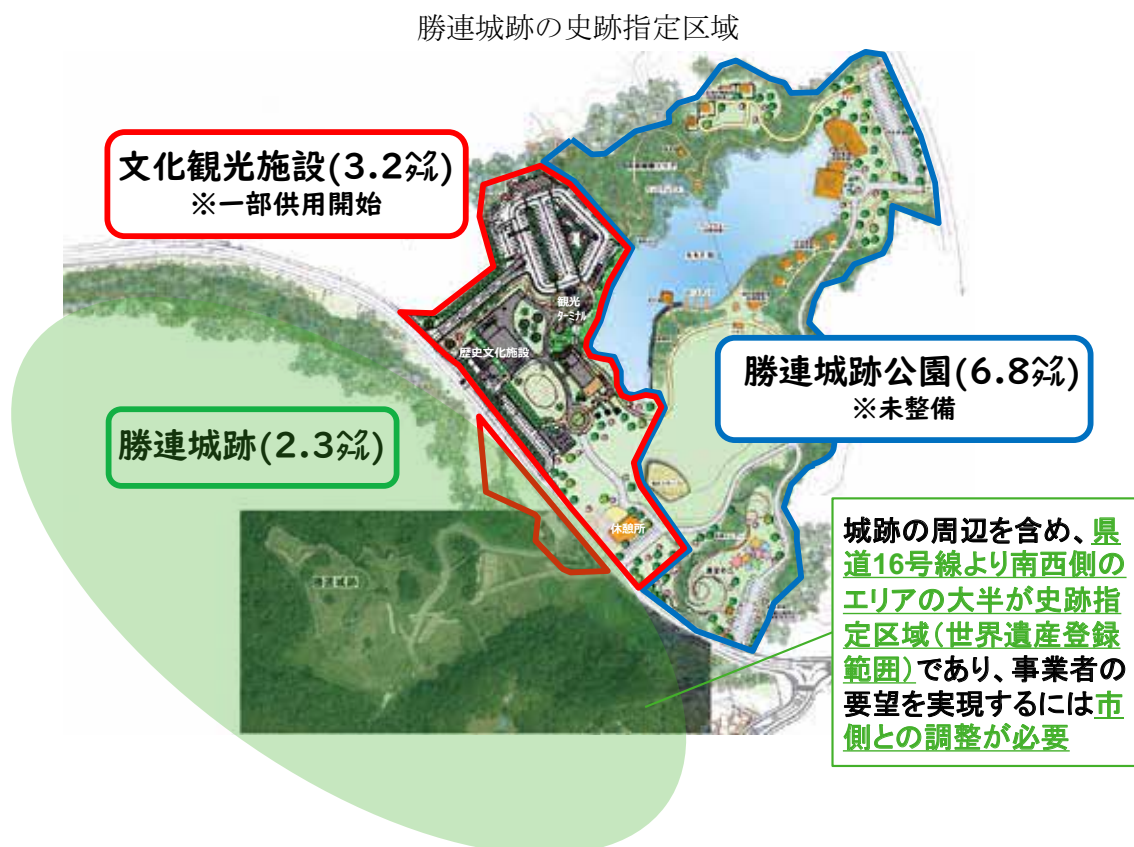 勝連城跡の史跡指定区域
文化観光施設(3.2㌶)
※一部供用開始
観光
ターミナル
歴史文化施設
勝連城跡公園(6.8㌶)
※未整備
勝連城跡(2.3㌶)
休憩所
勝連城跡
城跡の周辺を含め、県
道16号線より南西側の
エリアの大半が史跡指
定区域(世界遺産登録
範囲)であり、事業者の
要望を実現するには市
側との調整が必要